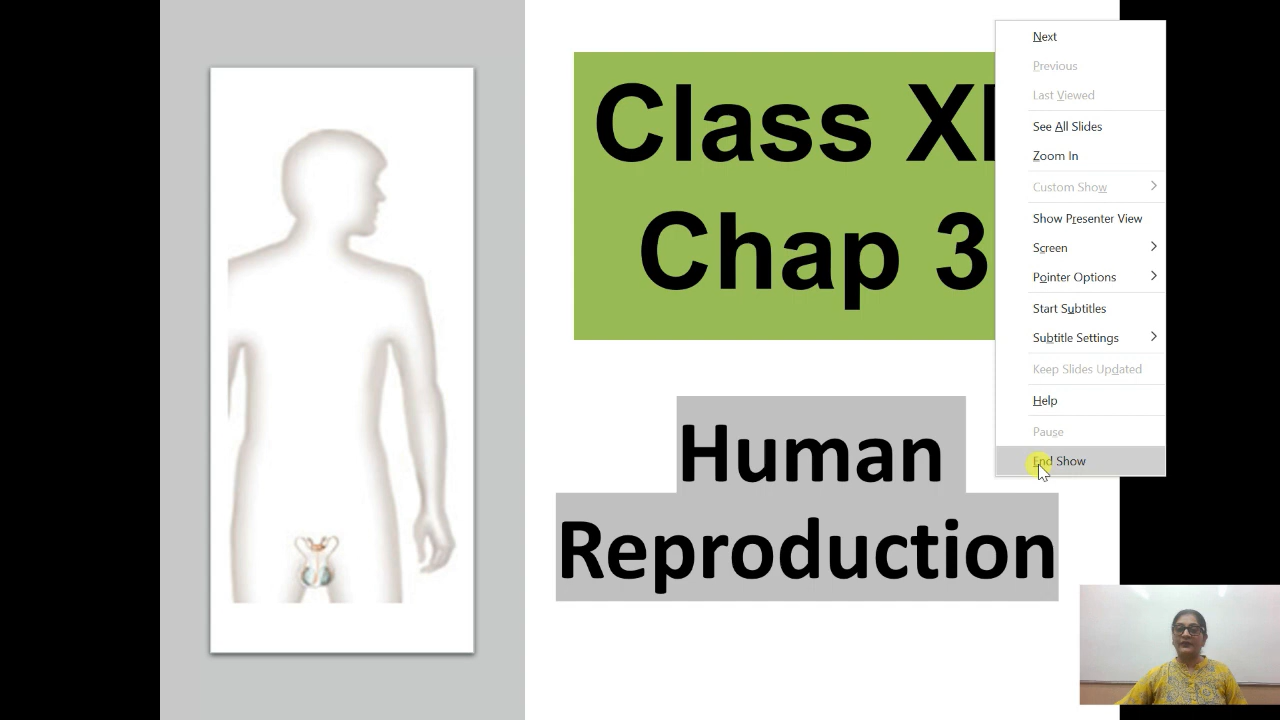 Class XI
Chap 3
Human
Reproduction
Next
Previous
Last Viewed
See All Slides
Zoom In
Custom Show
Show Presenter View
Screen
Pointer Options
Start Subtitles
Subtitle Settings
Keep Slides Updated
Help
Pause
End Show